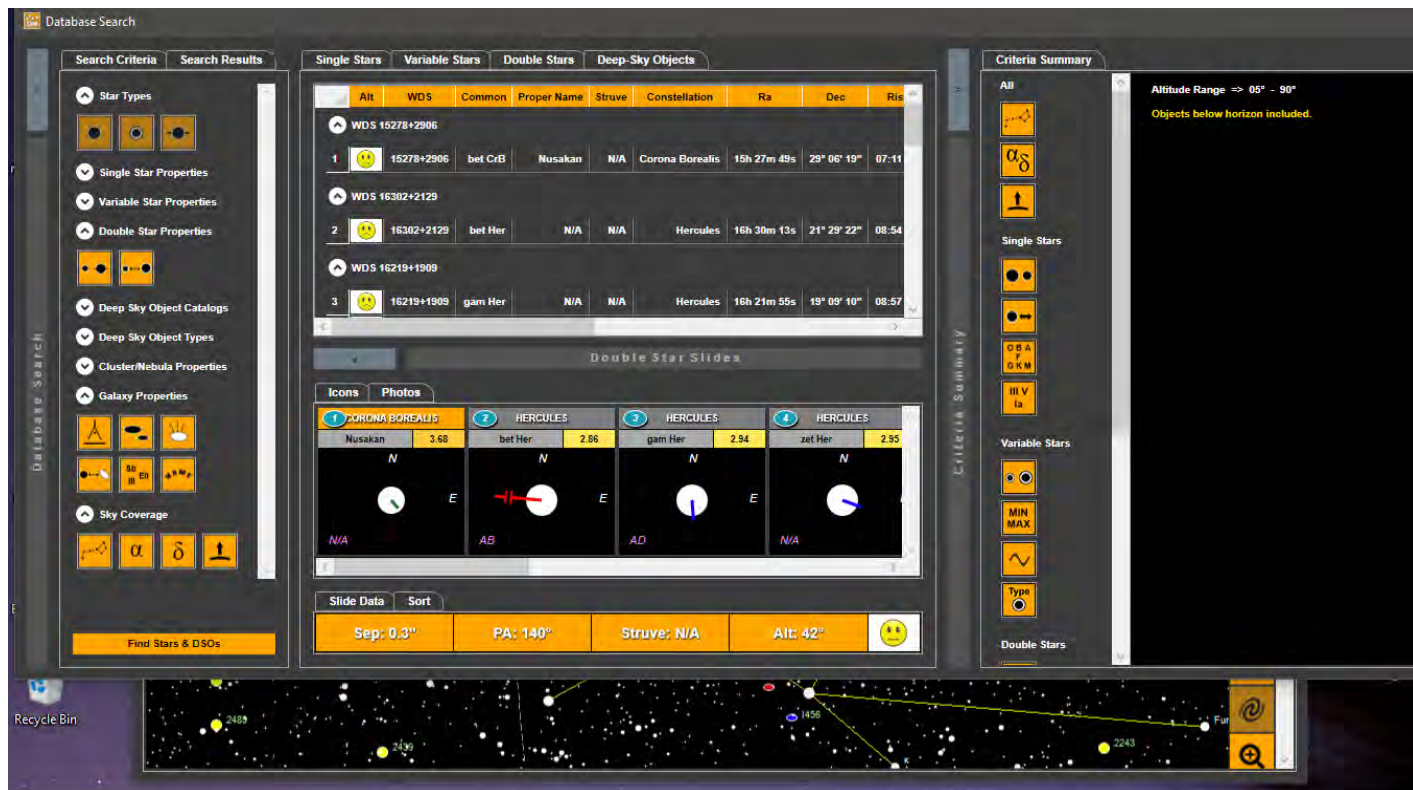 Database Search
Search Criteria Search Results
Star Types
Single Star Properties
Variable Star Properties
Double Star Properties
Deep Sky Object Catalogs
Deep Sky Object Types
Cluster/Nebula Properties
Galaxy Properties
Sky Coverage
α δ
Find Stars & DSOs
Database Search
Single Stars Variable Stars Double Stars Deep-Sky Objects
Alt WDS Common Proper Name Struve Constellation Ra Dec Ris
WDS 15278+2906
1 15278+2906 bet CrB Nusakan N/A Corona Borealis 15h 27m 49s 29° 06' 19" 07:11
WDS 16302+2129
2 16302+2129 bet Her N/A N/A Hercules 16h 30m 13s 21° 29' 22" 08:54
WDS 16219+1909
3 16219+1909 gam Her N/A N/A Hercules 16h 21m 55s 19° 09' 10" 08:57
Double Star Slides
Icons Photos
1 CORONA BOREALIS 2 HERCULES 3 HERCULES 4 HERCULES
Nusakan 3.68 bet Her 2.86 gam Her 2.94 zet Her 2.95
N N N N
E E E
N/A AB AD N/A
Slide Data Sort
Sep: 0.3" PA: 140° Struve: N/A Alt: 42°
Criteria Summary
Criteria Summary
All
αδ
Single Stars
O B A
F
G K M
III V
Ia
Variable Stars
MIN
MAX
Type
Double Stars
Altitude Range => 05° - 90°
Objects below horizon included.
Recycle Bin
2485
2439
1456
2243
Fur
K